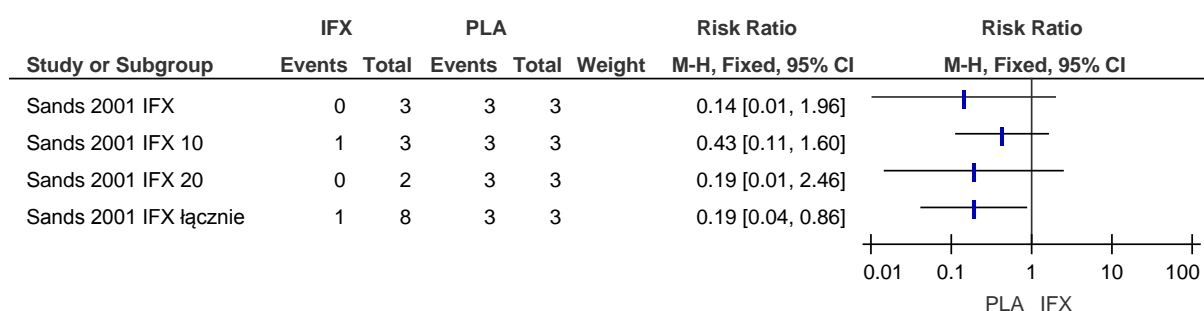 IFX PLA Risk Ratio Risk Ratio
Study or Subgroup Events Total Events Total Weight M-H, Fixed, 95% CI M-H, Fixed, 95% CI
Sands 2001 IFX 0 3 3 3 0.14 [0.01, 1.96]
Sands 2001 IFX 10 1 3 3 3 0.43 [0.11, 1.60]
Sands 2001 IFX 20 0 2 3 3 0.19 [0.01, 2.46]
Sands 2001 IFX łącznie 1 8 3 3 0.19 [0.04, 0.86]
0.01 0.1 1 10 100
PLA IFX